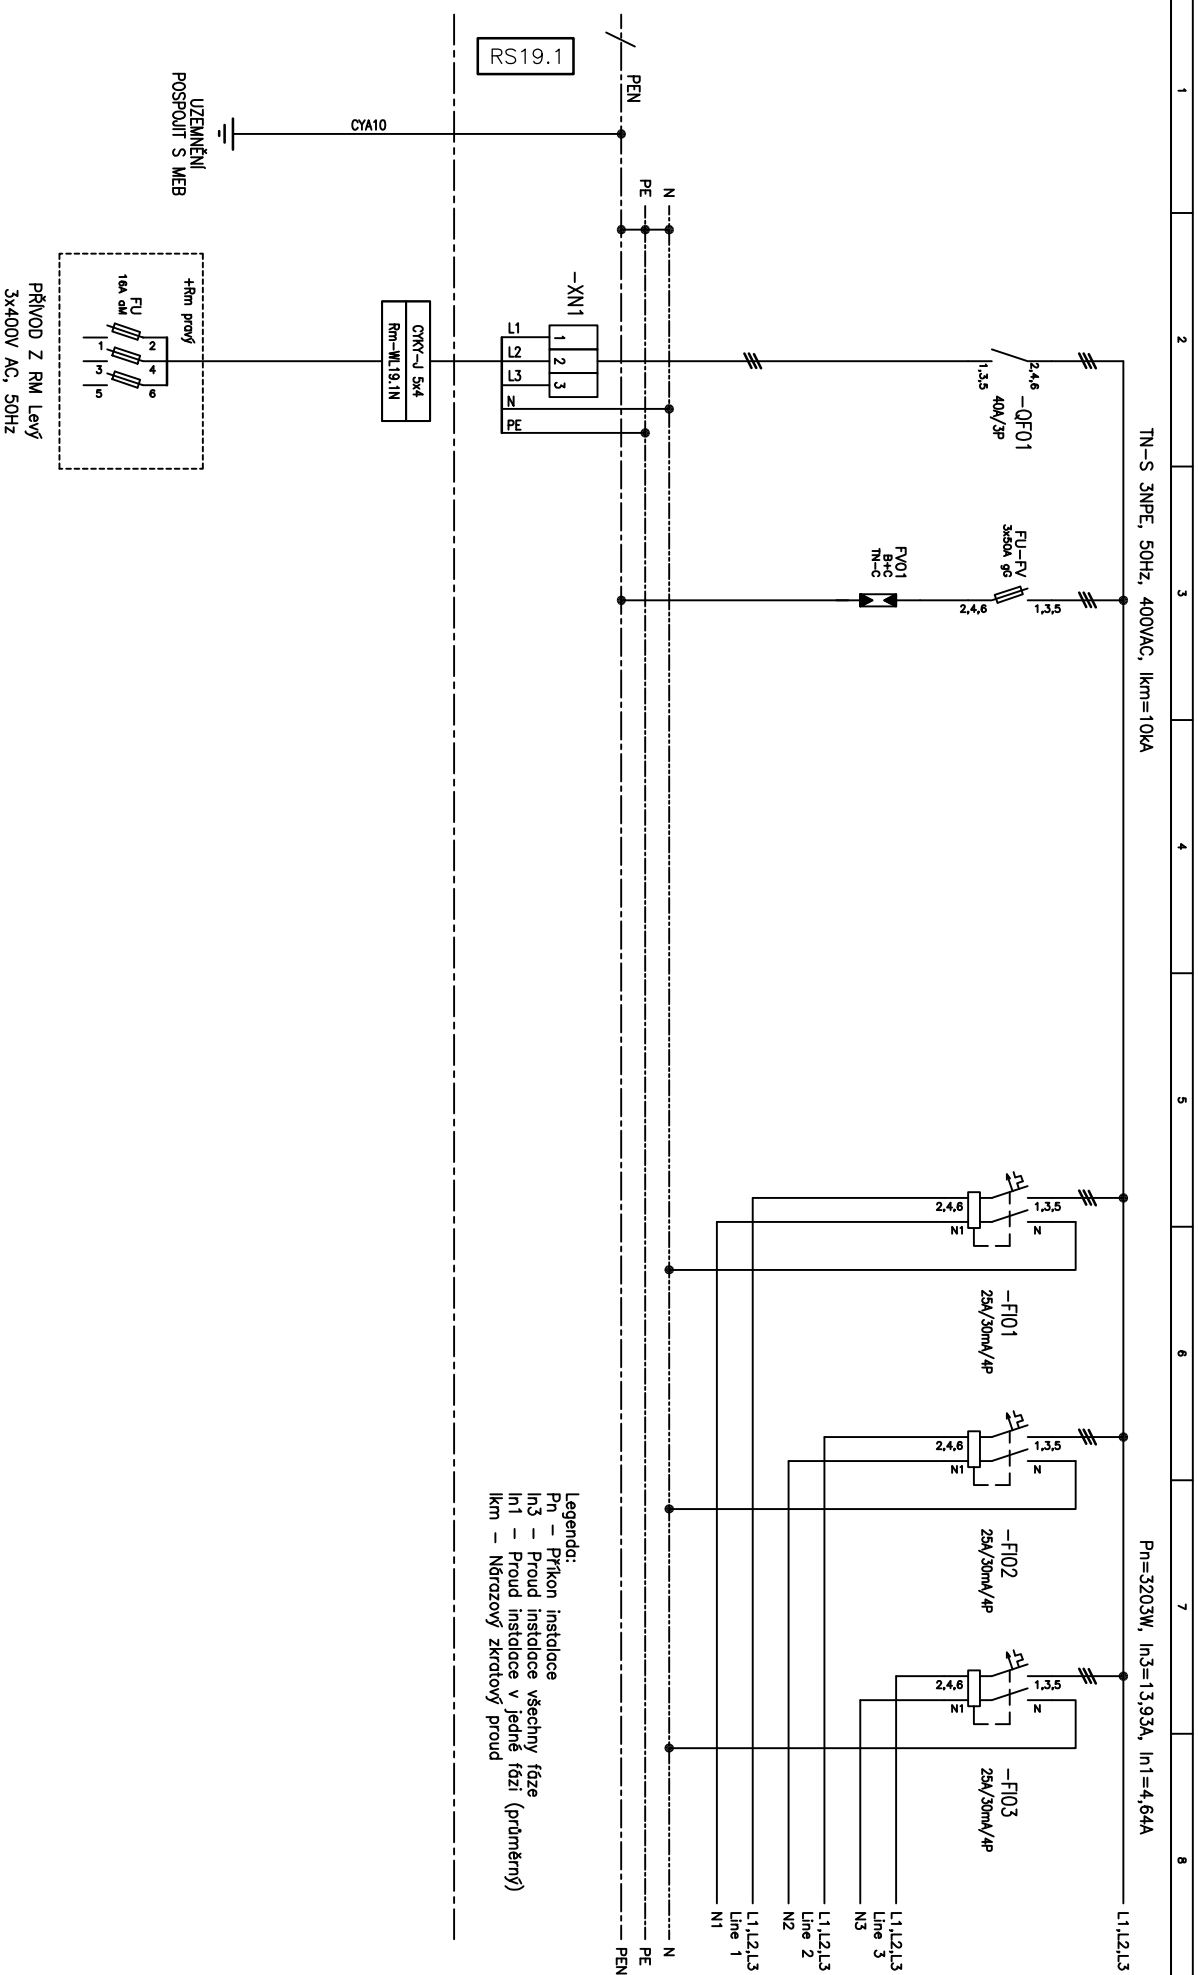 1
2
3
4
5
6
7
8
TN-S 3NPE, 50Hz, 400VAC, Ikm=10kA
Pn=3203W, In3=13,93A, In1=4,64A
L1,L2,L3
-QF01
40A/3P
2,4,6
1,3,5
FU-FV
3x50A gG
1,3,5
2,4,6
FV01
B+C
TN-C
-FI01
25A/30mA/4P
1,3,5
N
2,4,6
N1
-FI02
25A/30mA/4P
1,3,5
N
2,4,6
N1
-FI03
25A/30mA/4P
1,3,5
N
2,4,6
N1
L1,L2,L3
Line 3
N3
L1,L2,L3
Line 2
N2
L1,L2,L3
Line 1
N1
N
PE
PEN
N
PE
PEN
RS19.1
-XN1
1
2
3
L1
L2
L3
N
PE
Legenda:
Pn - Příkon instalace
In3 - Proud instalace všechny fáze
In1 - Proud instalace v jedné fázi (průměrný)
Ikm - Nárazový zkratový proud
CYA10
CYKY-J 5x4
Rm-WL19.1N
UZEMNĚNÍ
POSPOJIT S MEB
+Rm pravý
FU
16A aM
2
4
6
1
3
5
PŘÍVOD Z RM Levý
3x400V AC, 50Hz